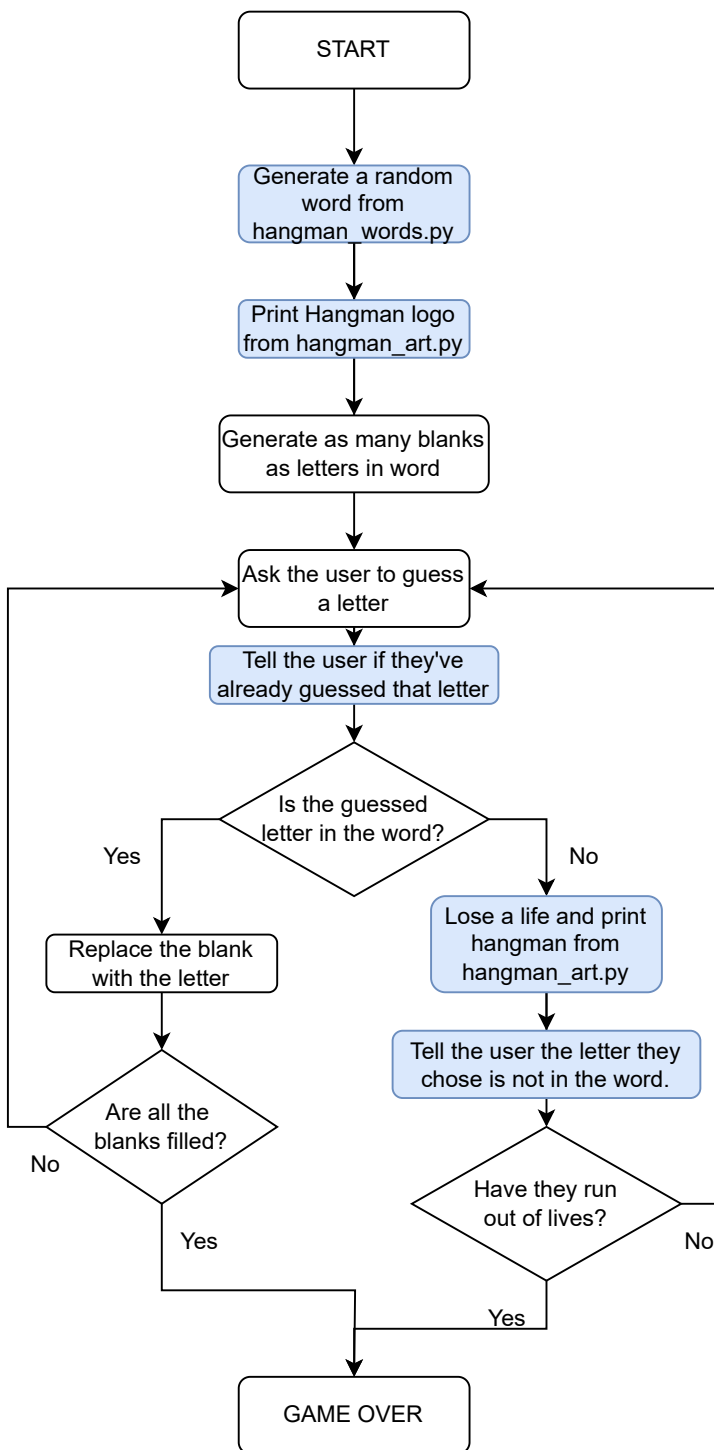 START
Generate a random
word from
hangman_words.py
Print Hangman logo
from hangman_art.py
Generate as many blanks
as letters in word
Ask the user to guess
a letter
Tell the user if they've
already guessed that letter
Is the guessed
letter in the word?
Yes
No
Replace the blank
with the letter
Lose a life and print
hangman from
hangman_art.py
Tell the user the letter they
chose is not in the word.
Are all the
blanks filled?
No
Yes
Have they run
out of lives?
No
Yes
GAME OVER